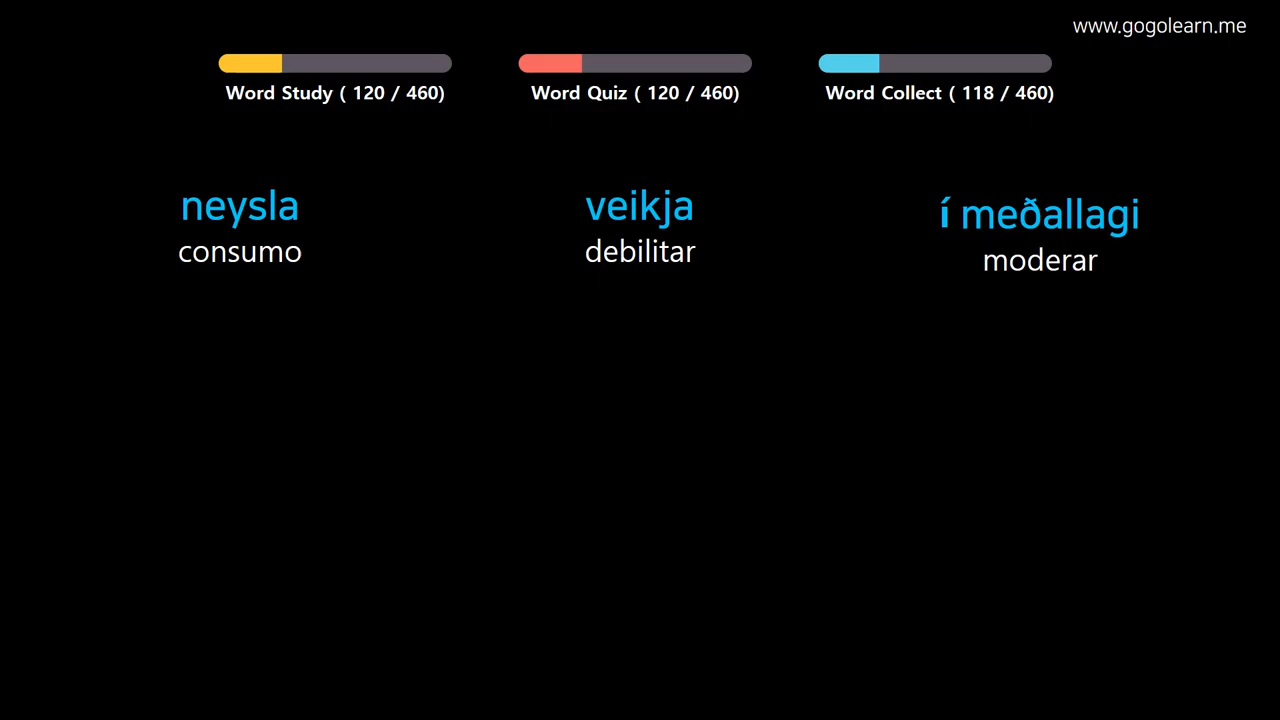 www.gogolearn.me
Word Study ( 120 / 460)
Word Quiz ( 120 / 460)
Word Collect ( 118 / 460)
neysla
consumo
veikja
debilitar
í meðallagi
moderar